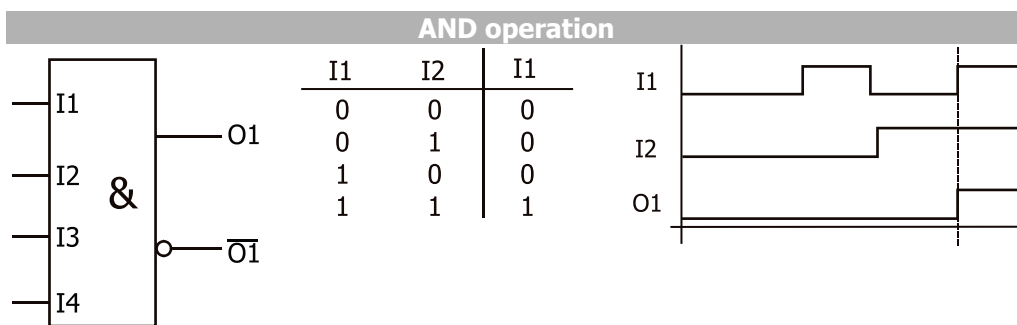 AND operation
I1
I2
I3
I4
&
O1
O1
I1 I2 I1
0 0 0
0 1 0
1 0 0
1 1 1
I1
I2
O1